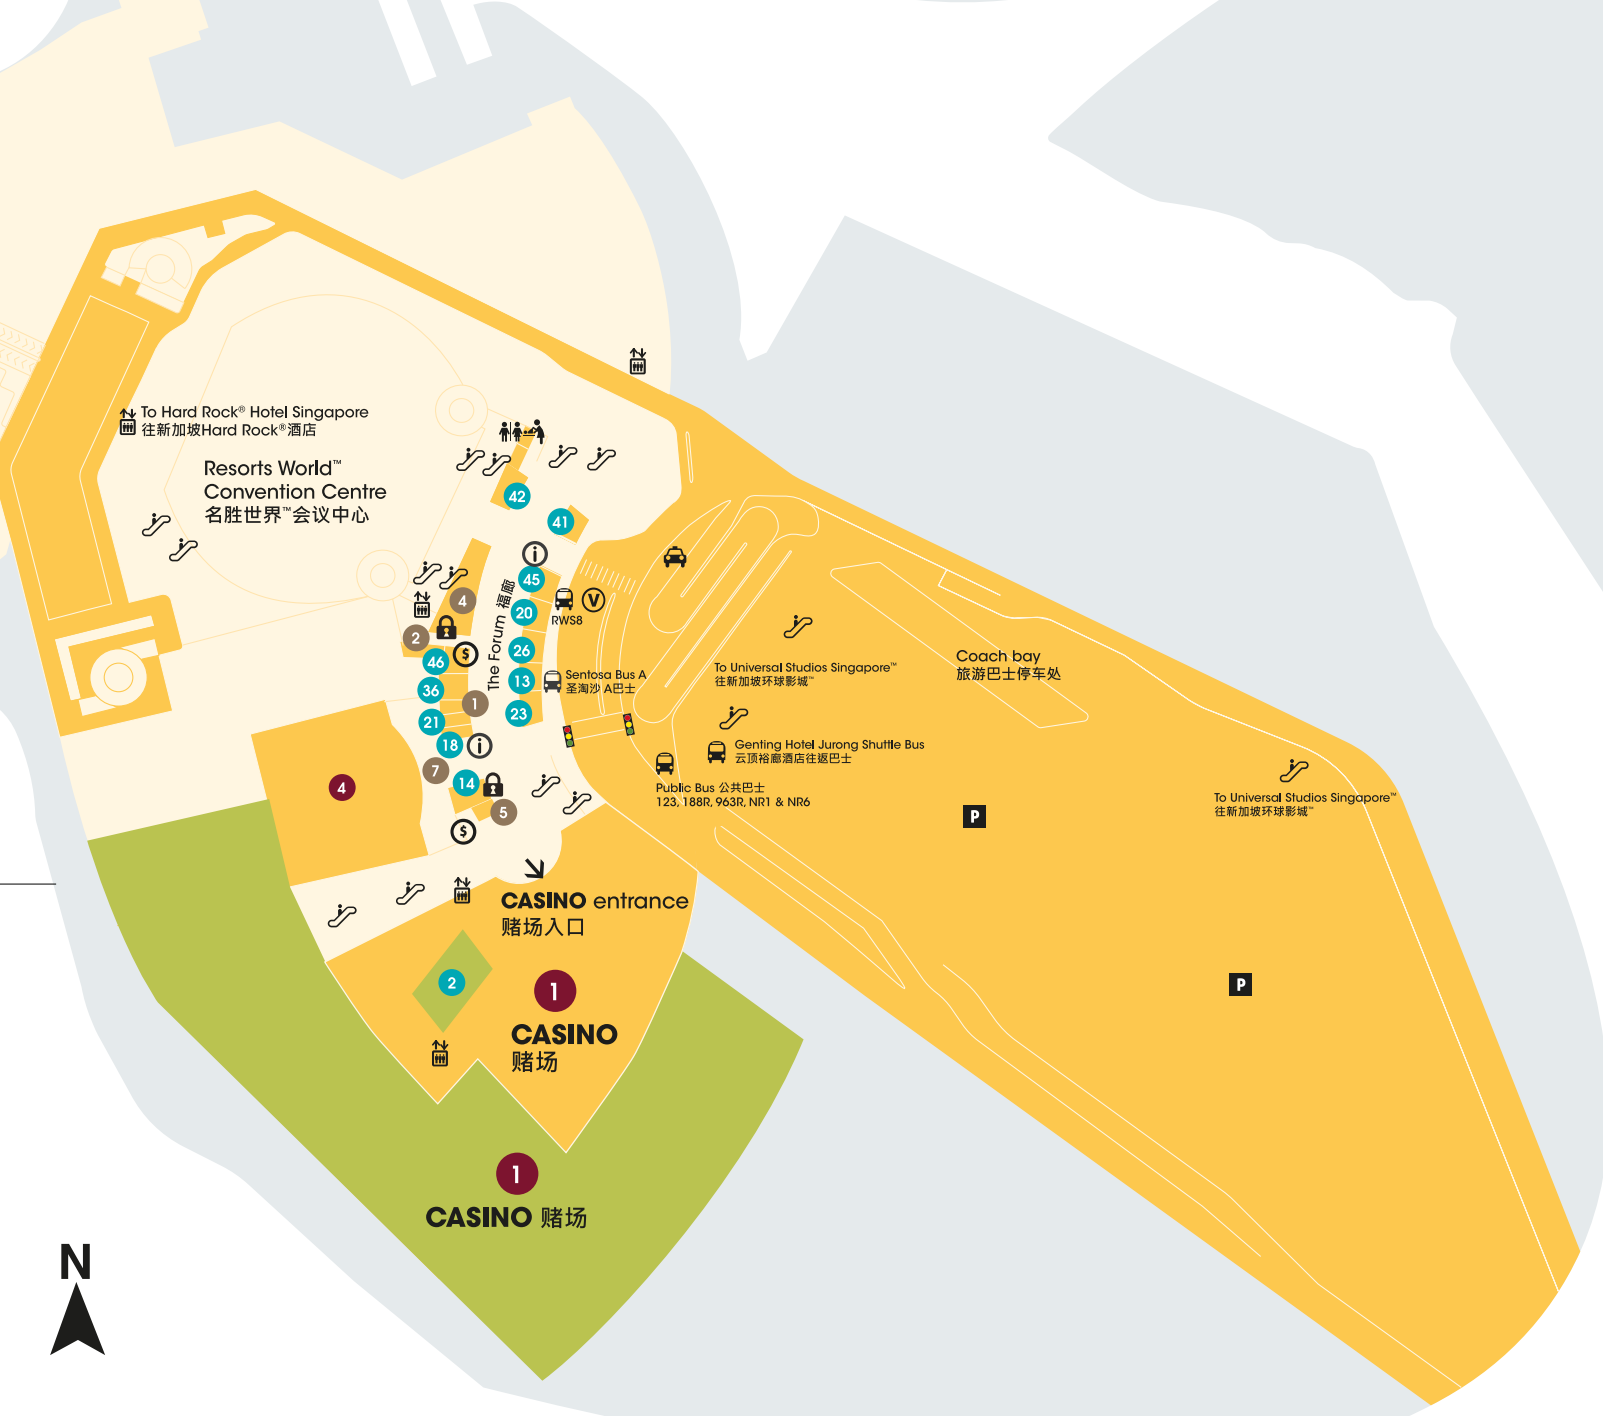 To Hard Rock® Hotel Singapore
往新加坡Hard Rock®酒店
Resorts World™
Convention Centre
名胜世界™会议中心
42
41
i
45
The Forum 福廊
4
20
V
RWS8
2
46
$
26
36
13
Sentosa Bus A
圣淘沙 A巴士
1
21
23
18
i
7
14
5
$
4
To Universal Studios Singapore™
往新加坡环球影城™
Coach bay
旅游巴士停车处
Genting Hotel Jurong Shuttle Bus
云顶裕廊酒店往返巴士
Public Bus 公共巴士
123, 188R, 963R, NR1 & NR6
To Universal Studios Singapore™
往新加坡环球影城™
P
P
CASINO entrance
赌场入口
2
1
CASINO
赌场
1
CASINO 赌场
N